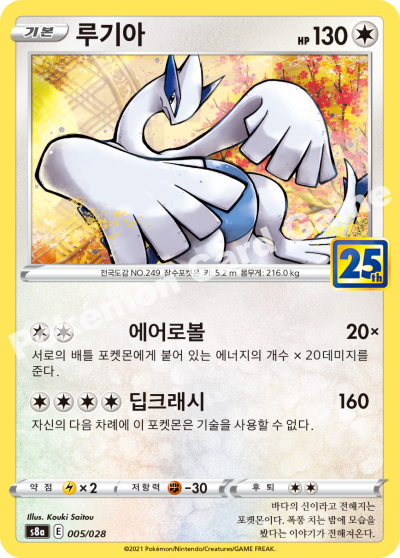 기본 루기아 HP 130
전국도감 NO.249 잠수포켓몬 키 5.2 m 몸무게: 216.0 kg
25th
에어로볼 20×
서로의 배틀 포켓몬에게 붙어 있는 에너지의 개수 × 20데미지를
준다.
딥크래시 160
자신의 다음 차례에 이 포켓몬은 기술을 사용할 수 없다.
약점 ×2 저항력 -30 후퇴
Illus. Kouki Saitou
s8a E 005/028
바다의 신이라고 전해지는
포켓몬이다. 폭풍 치는 밤에 모습을
봤다는 이야기가 전해져온다.
©2021 Pokémon/Nintendo/Creatures/GAME FREAK.
Pokémon Card Game